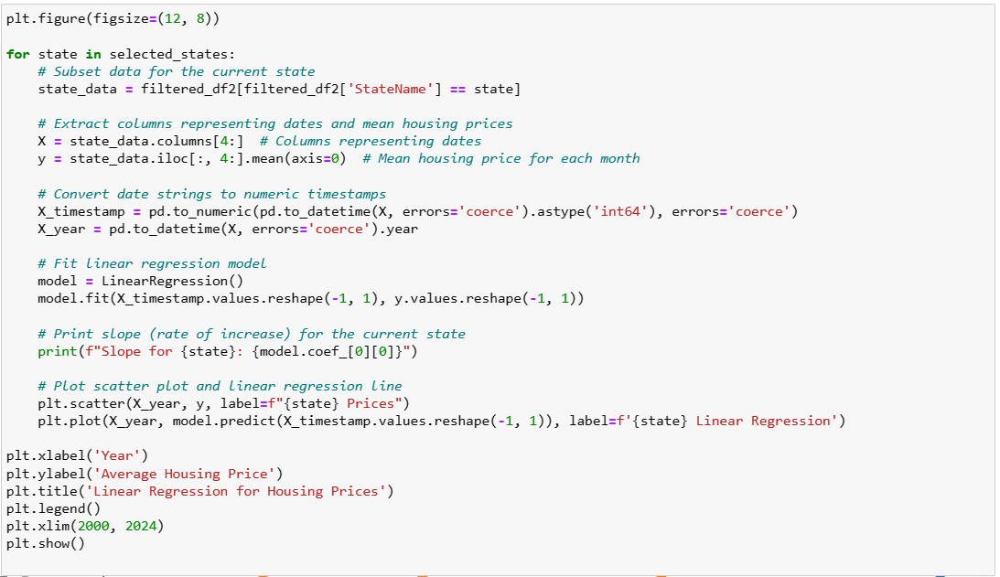 plt.figure(figsize=(12, 8))
for state in selected_states:
# Subset data for the current state
state_data = filtered_df2[filtered_df2['StateName'] == state]
# Extract columns representing dates and mean housing prices
X = state_data.columns[4:]  # Columns representing dates
y = state_data.iloc[:, 4:].mean(axis=0)  # Mean housing price for each month
# Convert date strings to numeric timestamps
X_timestamp = pd.to_numeric(pd.to_datetime(X, errors='coerce').astype('int64'), errors='coerce')
X_year = pd.to_datetime(X, errors='coerce').year
# Fit linear regression model
model = LinearRegression()
model.fit(X_timestamp.values.reshape(-1, 1), y.values.reshape(-1, 1))
# Print slope (rate of increase) for the current state
print(f"Slope for {state}: {model.coef_[0][0]}")
# Plot scatter plot and linear regression line
plt.scatter(X_year, y, label=f"{state} Prices")
plt.plot(X_year, model.predict(X_timestamp.values.reshape(-1, 1)), label=f'{state} Linear Regression')
plt.xlabel('Year')
plt.ylabel('Average Housing Price')
plt.title('Linear Regression for Housing Prices')
plt.legend()
plt.xlim(2000, 2024)
plt.show()